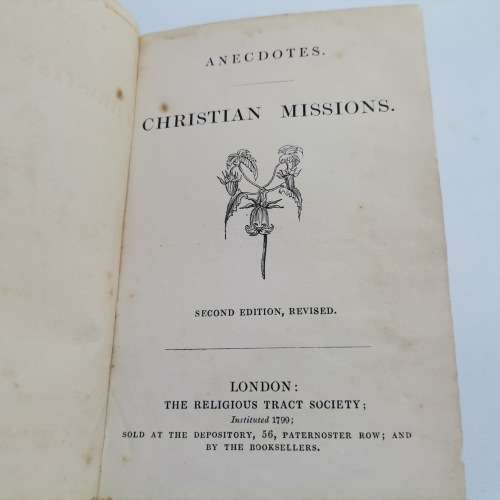 ANECDOTES.
CHRISTIAN MISSIONS.
SECOND EDITION, REVISED.
LONDON:
THE RELIGIOUS TRACT SOCIETY;
Instituted 1799;
SOLD AT THE DEPOSITORY, 56, PATERNOSTER ROW; AND
BY THE BOOKSELLERS.